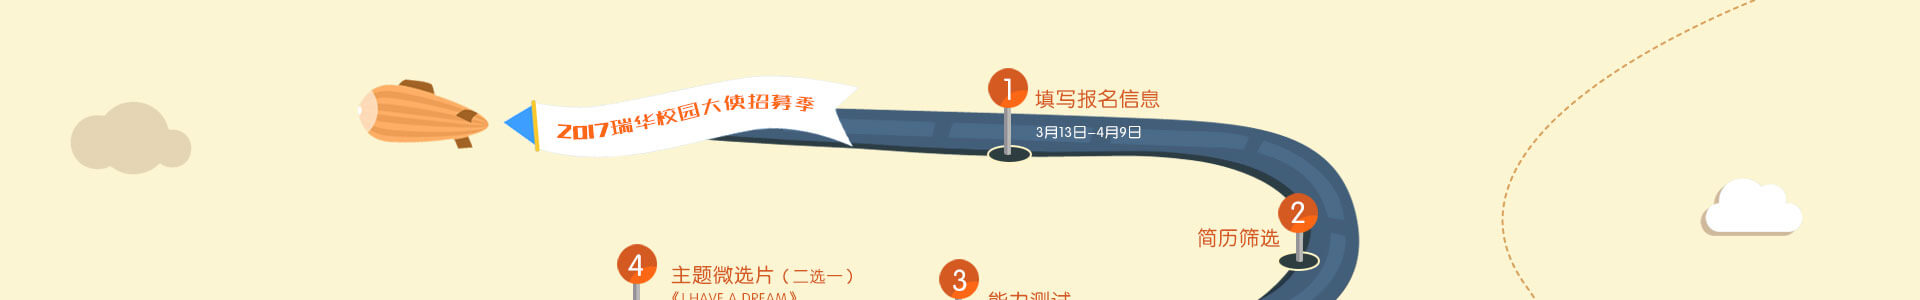 2017瑞华校园大使招募季
1
填写报名信息
3月13日-4月9日
2
简历筛选
4
主题微选片（二选一）
《I HAVE A DREAM》
3
能力测试